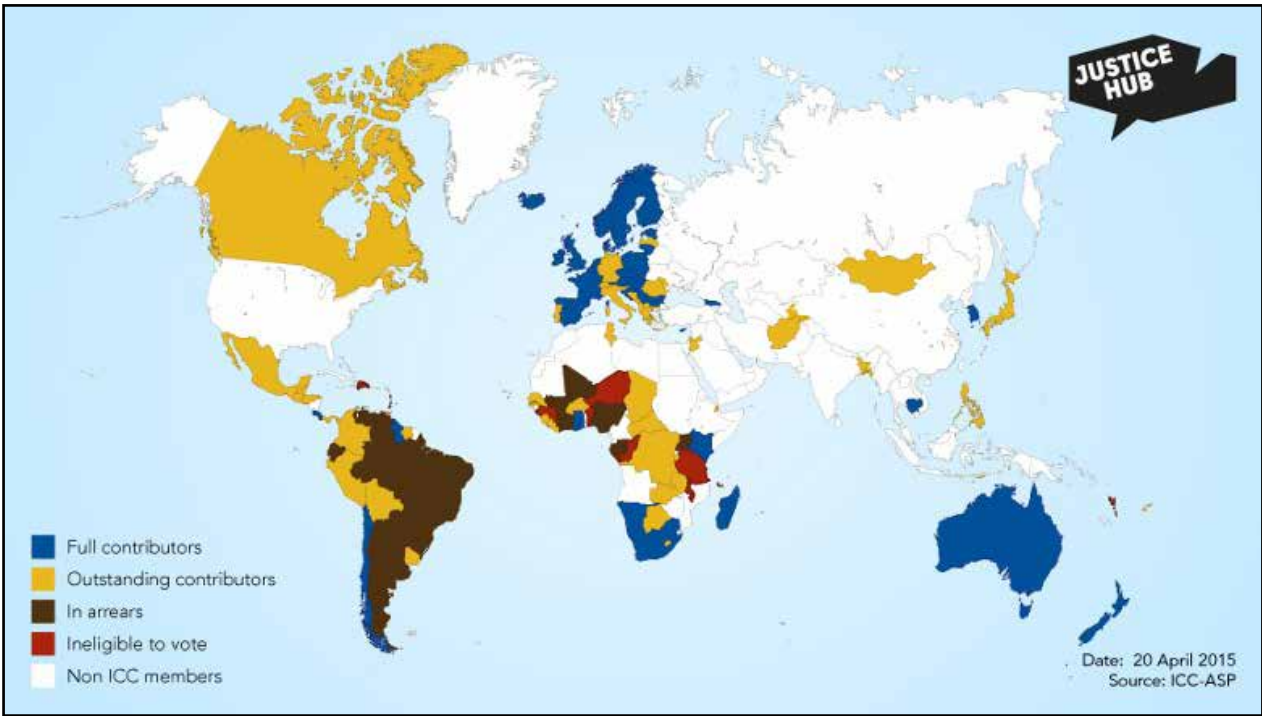 JUSTICE
HUB
Full contributors
Outstanding contributors
In arrears
Ineligible to vote
Non ICC members
Date: 20 April 2015
Source: ICC-ASP